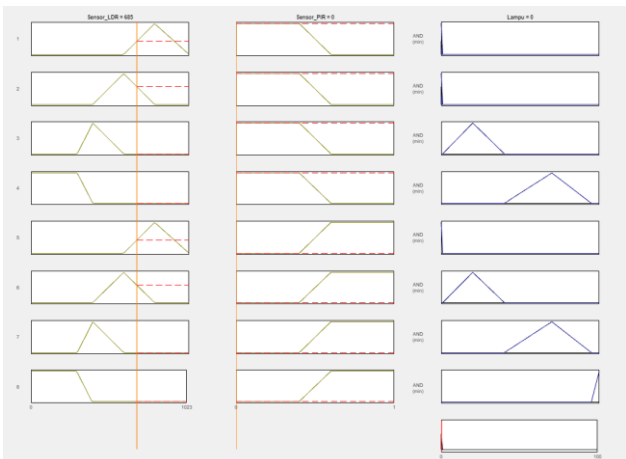 Sensor_LDR = 685 Sensor_PIR = 0 Lampu = 0
1 AND
(min)
2 AND
(min)
3 AND
(min)
4 AND
(min)
5 AND
(min)
6 AND
(min)
7 AND
(min)
8 AND
(min)
0 1023 0 1
0 100